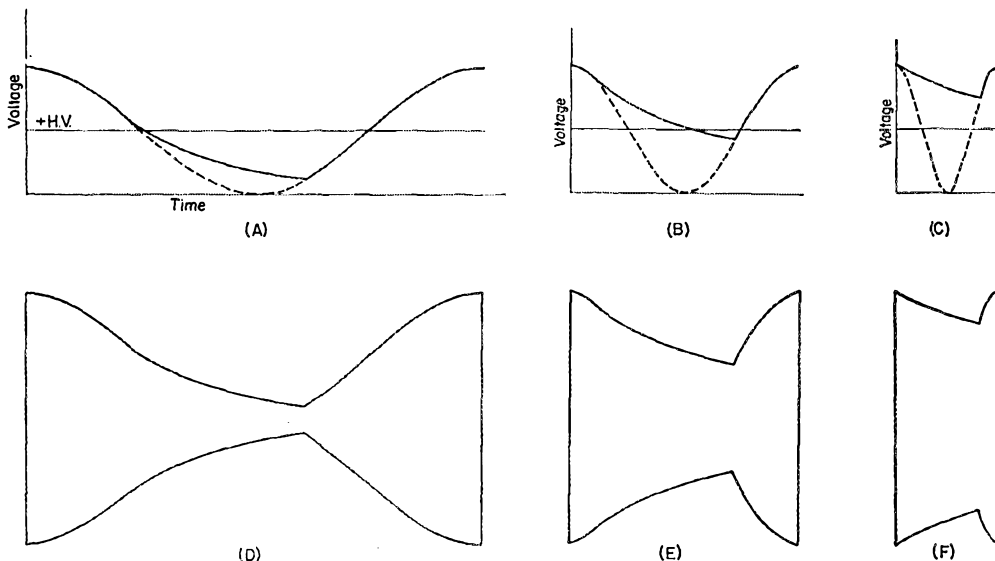 Voltage
+H.V.
Time
(A)
Voltage
(B)
Voltage
(C)
(D)
(E)
(F)